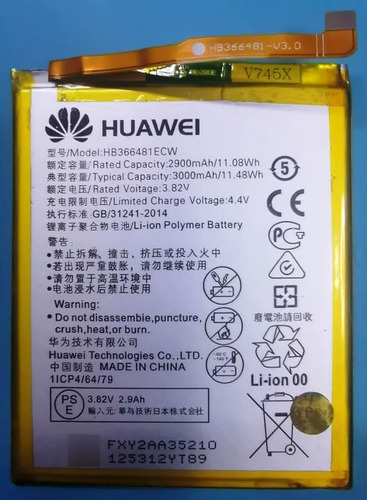 HB366481-V3.0
V745X
HUAWEI
型号/Model:HB366481ECW
额定容量/Rated Capacity:2900mAh/11.08Wh
典型容量/Typical Capacity:3000mAh/11.48Wh
额定电压/Rated Voltage:3.82V
充电限制电压/Limited Charge Voltage:4.4V
执行标准/GB/31241-2014
锂离子聚合物电池/Li-ion Polymer Battery
警告:
禁止拆解、撞击、挤压或投入火中
若出现严重鼓胀,请勿继续使用
请勿置于高温环境中
电池浸水后禁止使用
Warning:
Do not disassembie,puncture,
crush,heat,or burn.
华为技术有限公司
Huawei Technologies Co.,LTD.
中国制造 MADE IN CHINA
1ICP4/64/79
廢電池請回收
Li-ion 00
PS
E
3.82V 2.9Ah
輸入元: 華為技術日本株式会社
FXY2AA35210
125312YT89